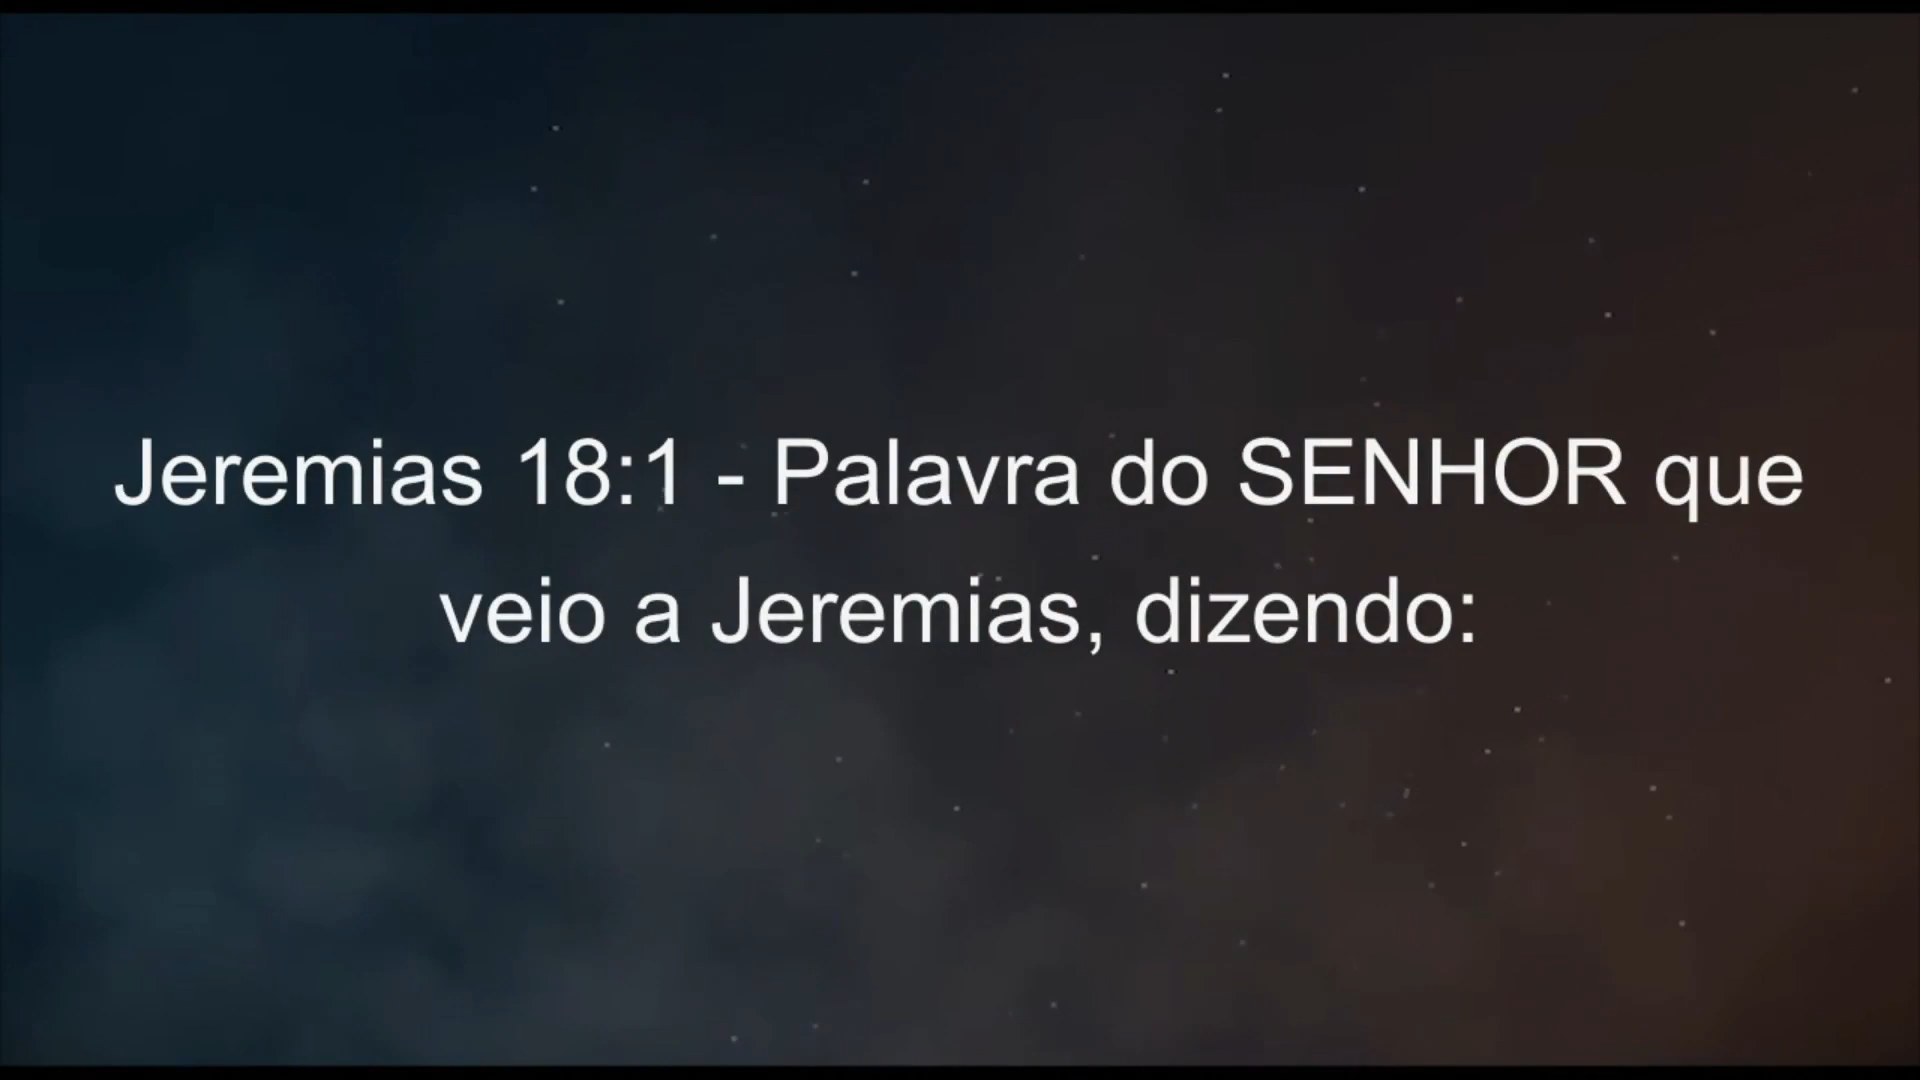 Jeremias 18:1 - Palavra do SENHOR que
veio a Jeremias, dizendo: